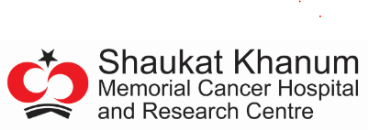 Shaukat Khanum
Memorial Cancer Hospital
and Research Centre